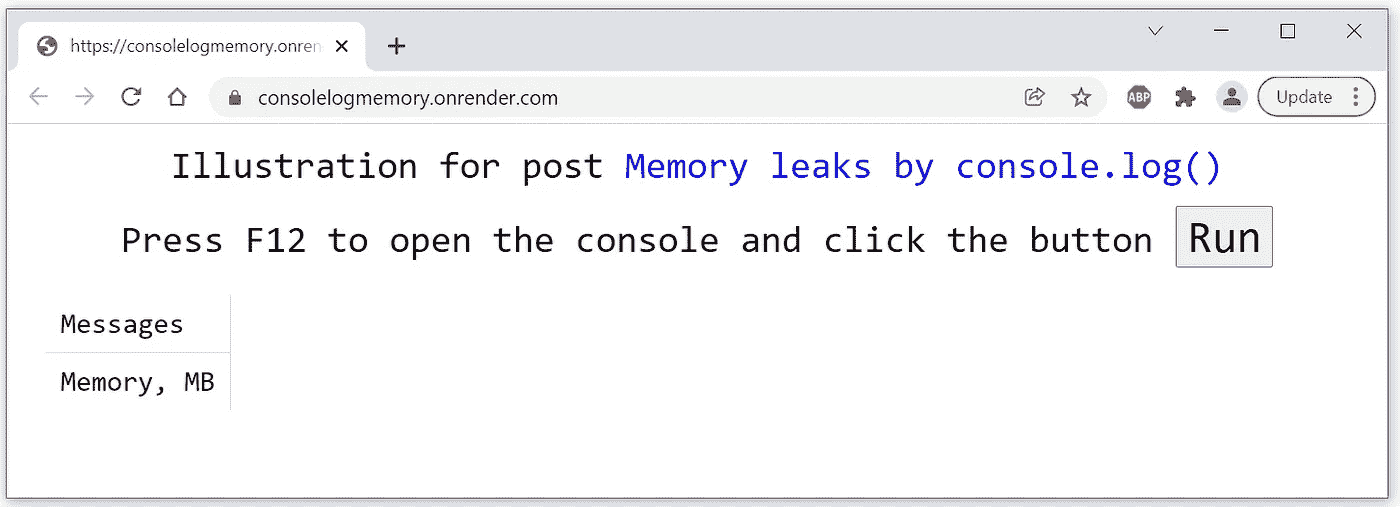 https://consolelogmemory.onren
consolelogmemory.onrender.com
ABP
Update
Illustration for post Memory leaks by console.log()
Press F12 to open the console and click the button Run
Messages
Memory, MB